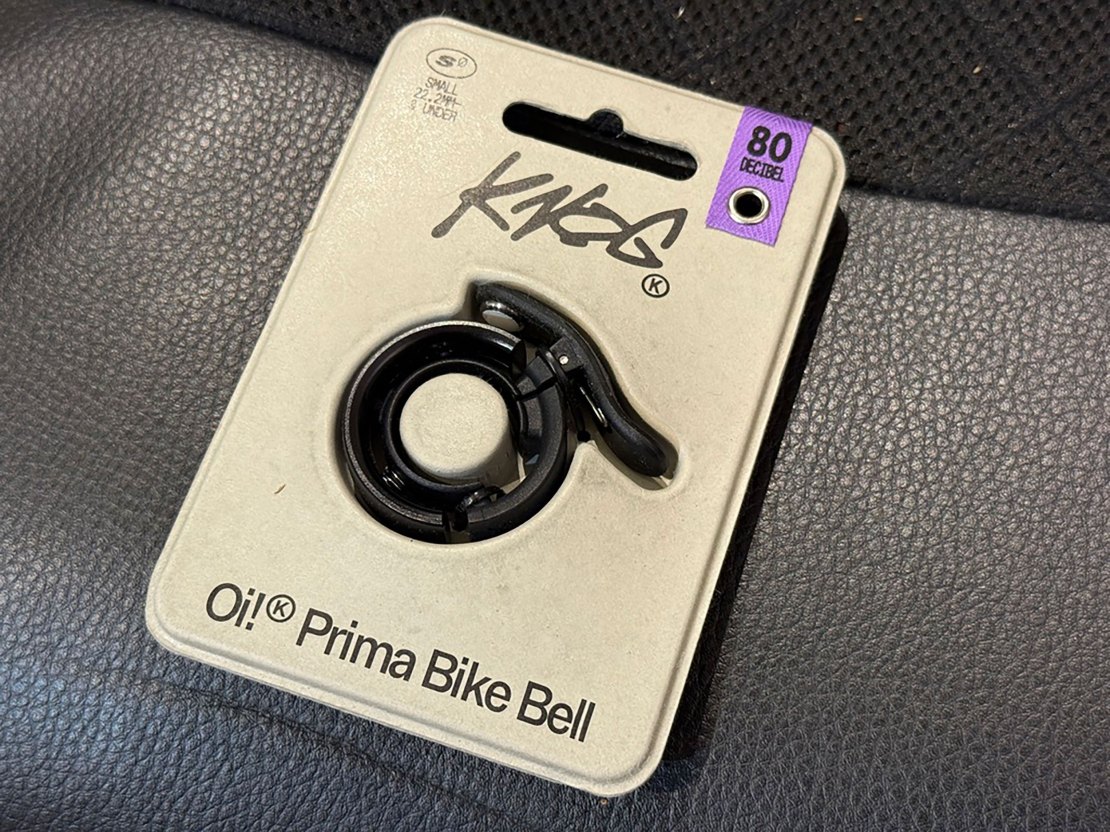 S Ø
SMALL
22.2MM
& UNDER
80
DECIBEL
KNOG
K
Oi! K Prima Bike Bell